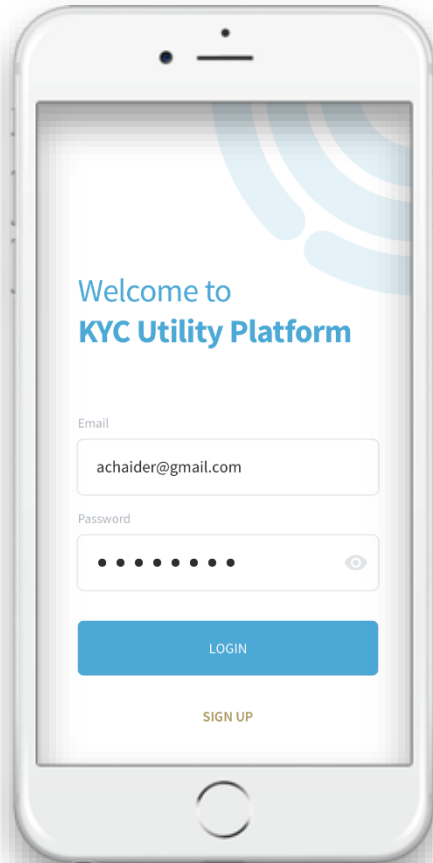 Welcome to
KYC Utility Platform
Email
achaider@gmail.com
Password
••••••••
LOGIN
SIGN UP